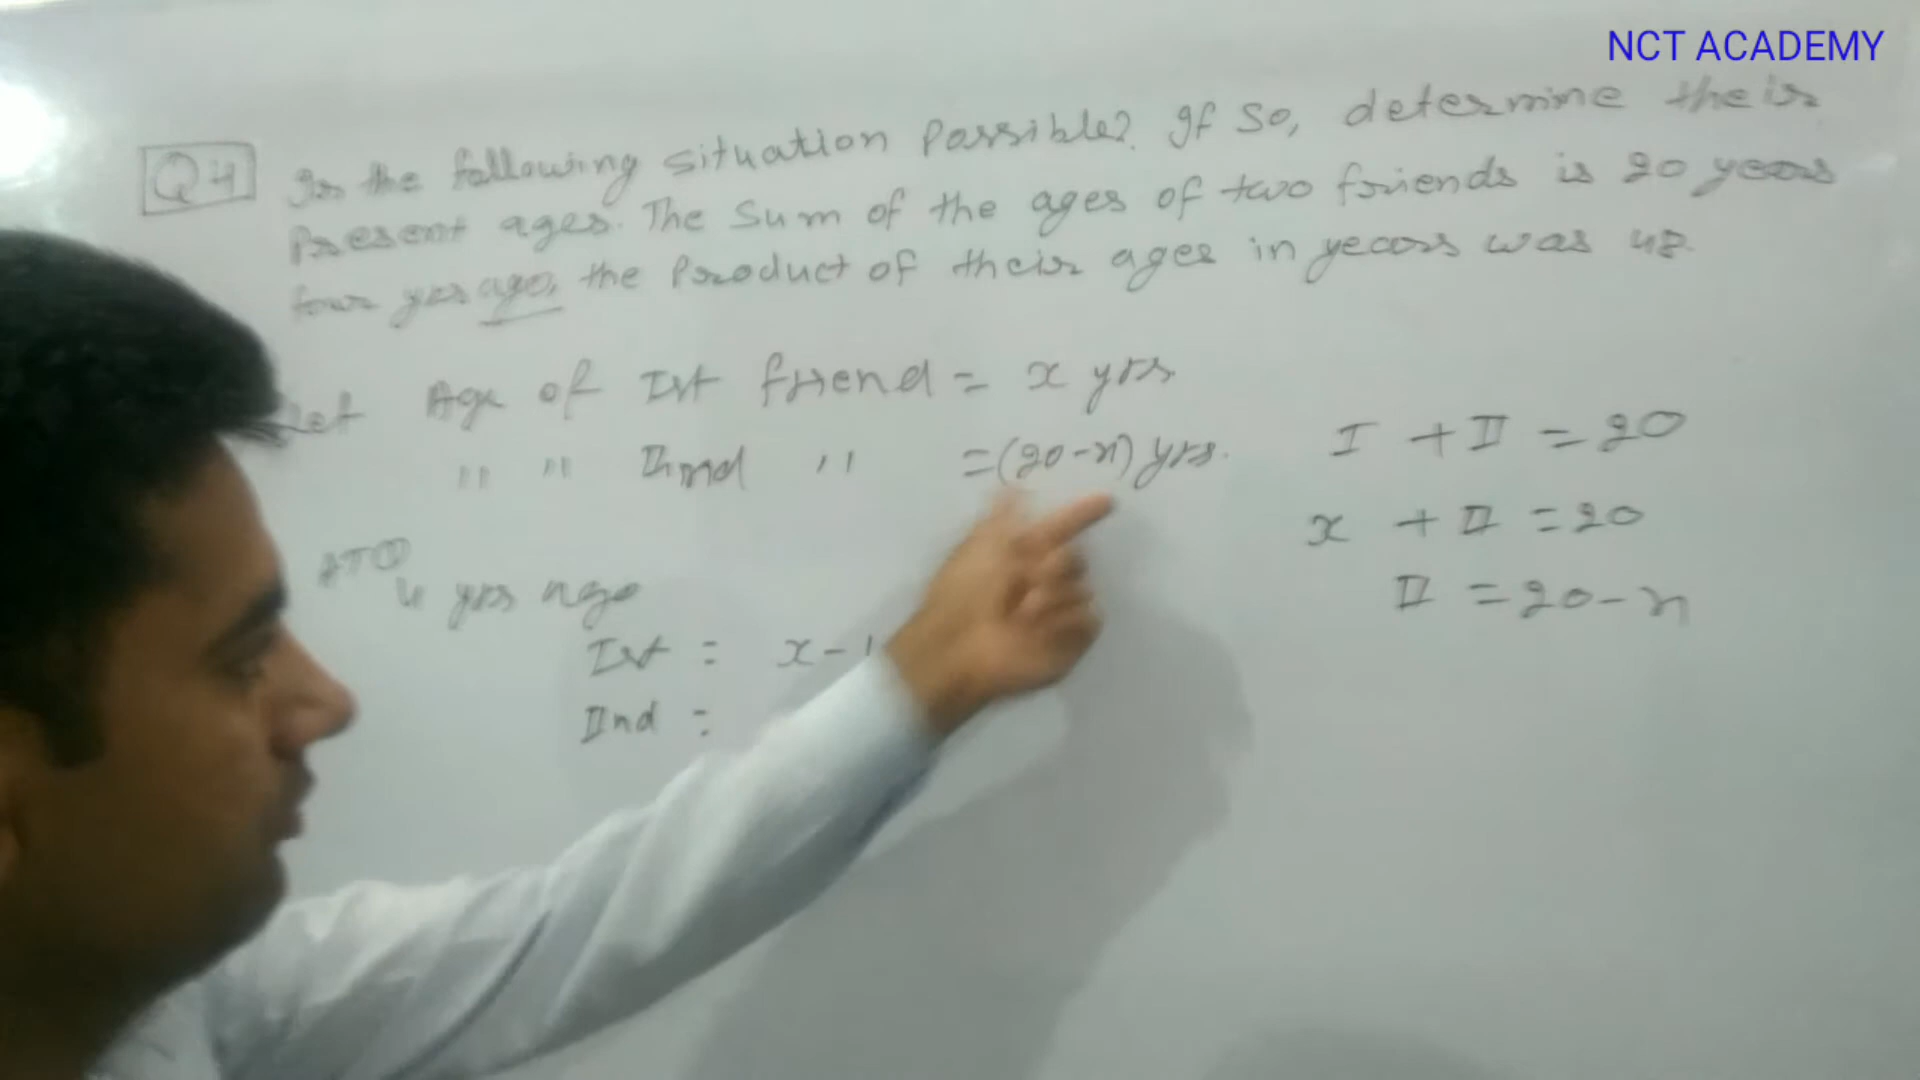 NCT ACADEMY
Q4 Is the following situation Possible? If So, determine their
Present ages. The Sum of the ages of two friends is 20 years
four yrs ago, the Product of their ages in years was 48.
Let Age of Ist friend = x yrs
" " IInd " = (20-x) yrs.
I + II = 20
x + II = 20
II = 20-x
ATQ
4 yrs ago
Ist = x-
IInd =